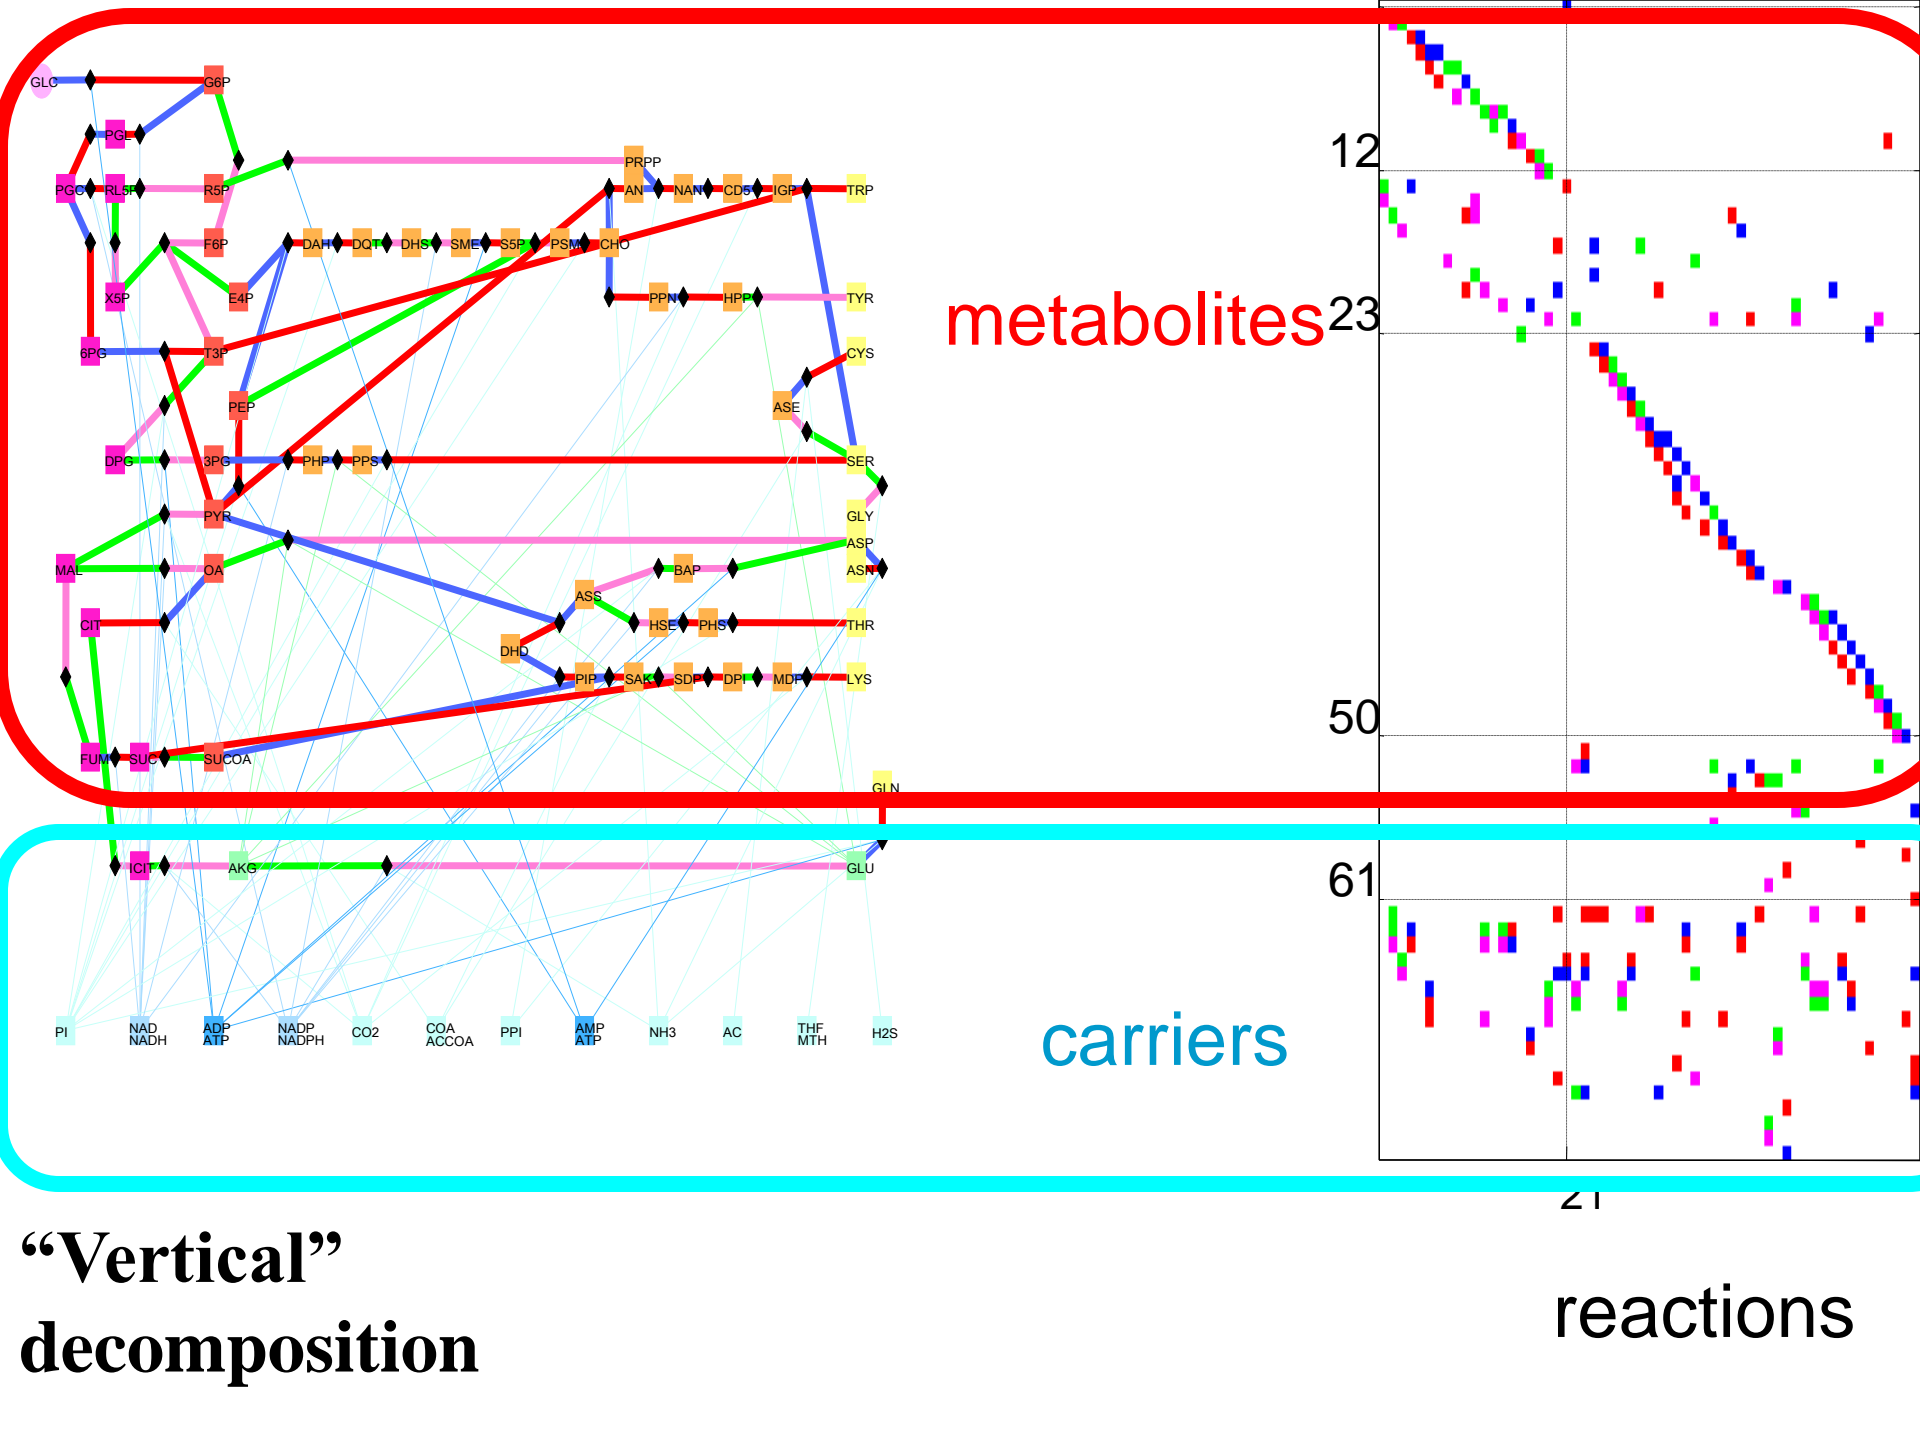 GLC G6P
PGL
PRPP
PGC RL5P R5P AN NAN CD5 IGP TRP
12
F6P DAH DQT DHS SME S5P PSM CHO
X5P E4P PPN HPP TYR
metabolites 23
6PG T3P CYS
PEP ASE
DPG 3PG PHP PPS SER
PYR GLY
ASP
MAL OA BAP ASN
ASS
CIT HSE PHS THR
DHD
PIP SAK SDP DPI MDP LYS
50
FUM SUC SUCOA
GLN
ICIT AKG GLU
61
PI NAD ADP NADP CO2 COA PPI AMP NH3 AC THF H2S
NADH ATP NADPH ACCOA ATP MTH
carriers
21
“Vertical”
decomposition
reactions